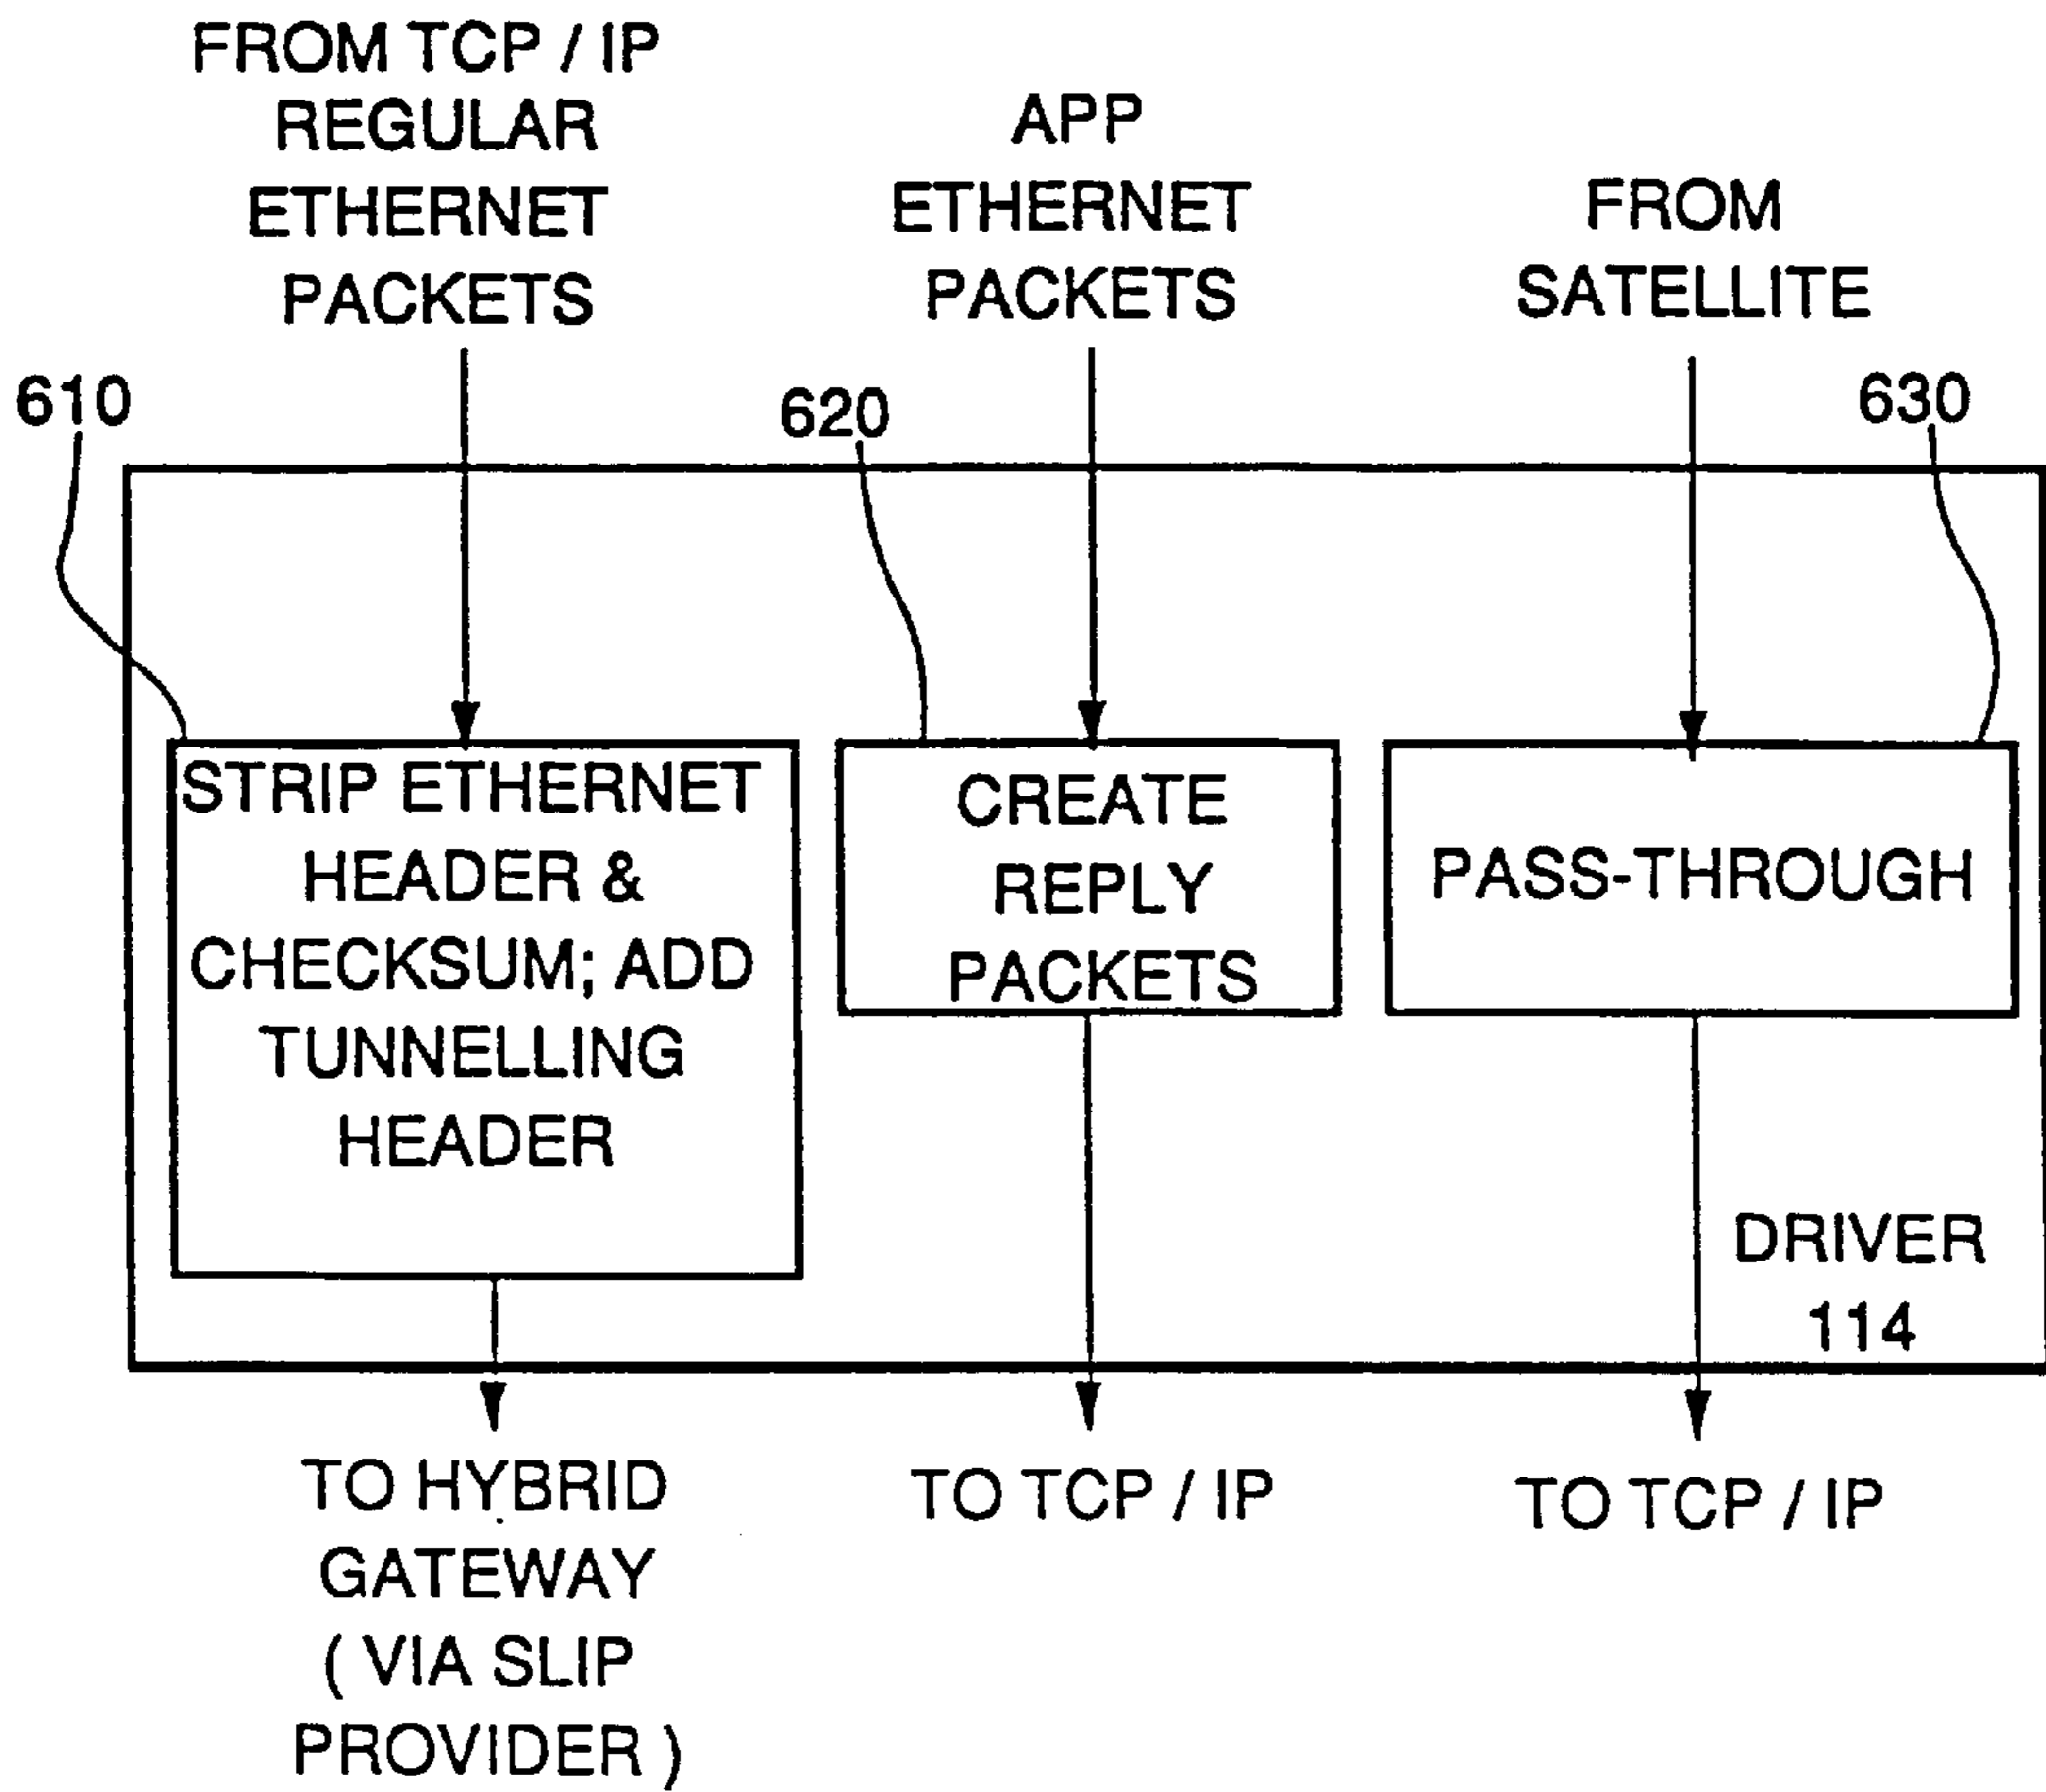 FROM TCP / IP
REGULAR
ETHERNET
PACKETS
APP
ETHERNET
PACKETS
FROM
SATELLITE
610
620
630
STRIP ETHERNET
HEADER &
CHECKSUM; ADD
TUNNELLING
HEADER
CREATE
REPLY
PACKETS
PASS-THROUGH
DRIVER
114
TO HYBRID
GATEWAY
( VIA SLIP
PROVIDER )
TO TCP / IP
TO TCP / IP